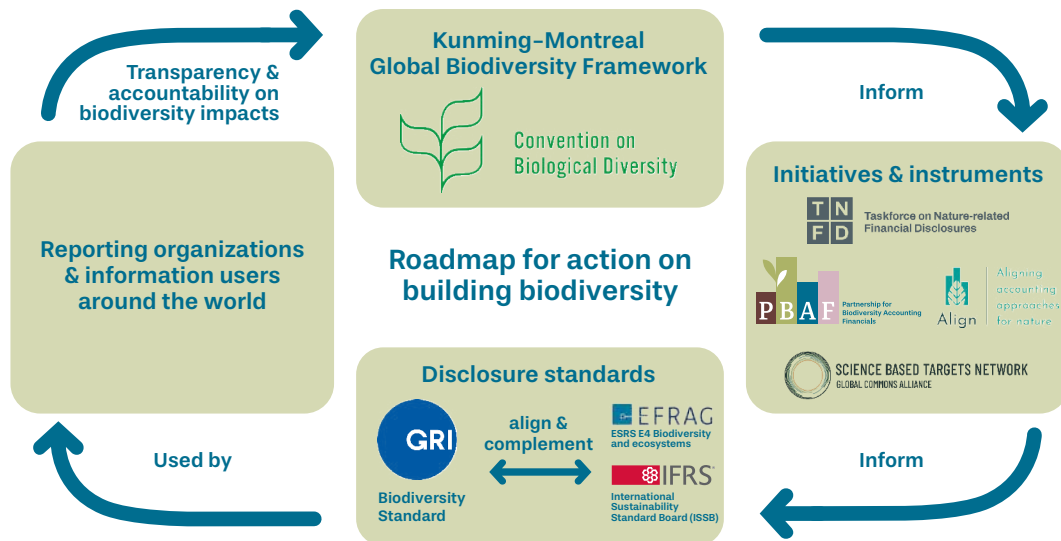 Kunming-Montreal
Global Biodiversity Framework
Convention on
Biological Diversity
Transparency &
accountability on
biodiversity impacts
Inform
Initiatives & instruments
TN
FD
Taskforce on Nature-related
Financial Disclosures
PBAF
Partnership for
Biodiversity Accounting
Financials
Align
Aligning
accounting
approaches
for nature
SCIENCE BASED TARGETS NETWORK
GLOBAL COMMONS ALLIANCE
Reporting organizations
& information users
around the world
Roadmap for action on
building biodiversity
Disclosure standards
GRI
Biodiversity
Standard
align &
complement
EFRAG
ESRS E4 Biodiversity
and ecosystems
IFRS
International
Sustainability
Standard Board (ISSB)
Used by
Inform